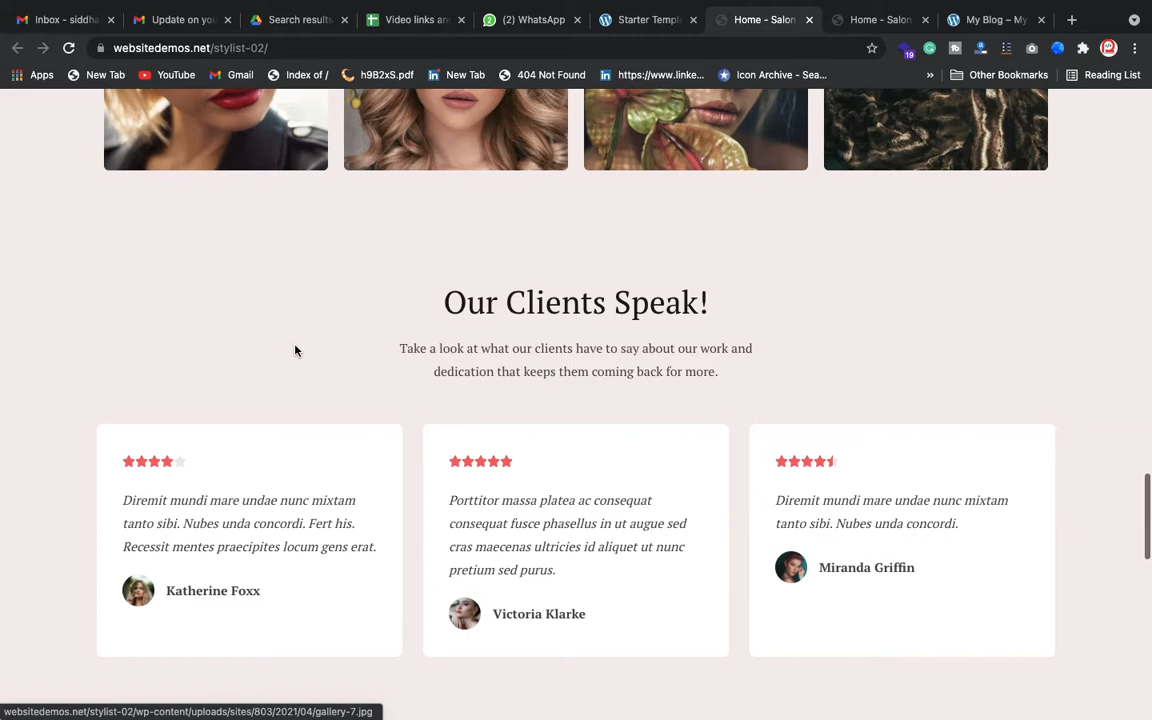 Inbox - siddha
Update on you
Search results
Video links an
(2) WhatsApp
Starter Templ
Home - Salon
Home - Salon
My Blog – My
websitedemos.net/stylist-02/
19
Apps
New Tab
YouTube
Gmail
Index of /
h9B2xS.pdf
New Tab
404 Not Found
https://www.linke...
Icon Archive - Sea...
»
Other Bookmarks
Reading List
Our Clients Speak!
Take a look at what our clients have to say about our work and
dedication that keeps them coming back for more.
Diremit mundi mare undae nunc mixtam
tanto sibi. Nubes unda concordi. Fert his.
Recessit mentes praecipites locum gens erat.
Katherine Foxx
Porttitor massa platea ac consequat
consequat fusce phasellus in ut augue sed
cras maecenas ultricies id aliquet ut nunc
pretium sed purus.
Victoria Klarke
Diremit mundi mare undae nunc mixtam
tanto sibi. Nubes unda concordi.
Miranda Griffin
websitedemos.net/stylist-02/wp-content/uploads/sites/803/2021/04/gallery-7.jpg